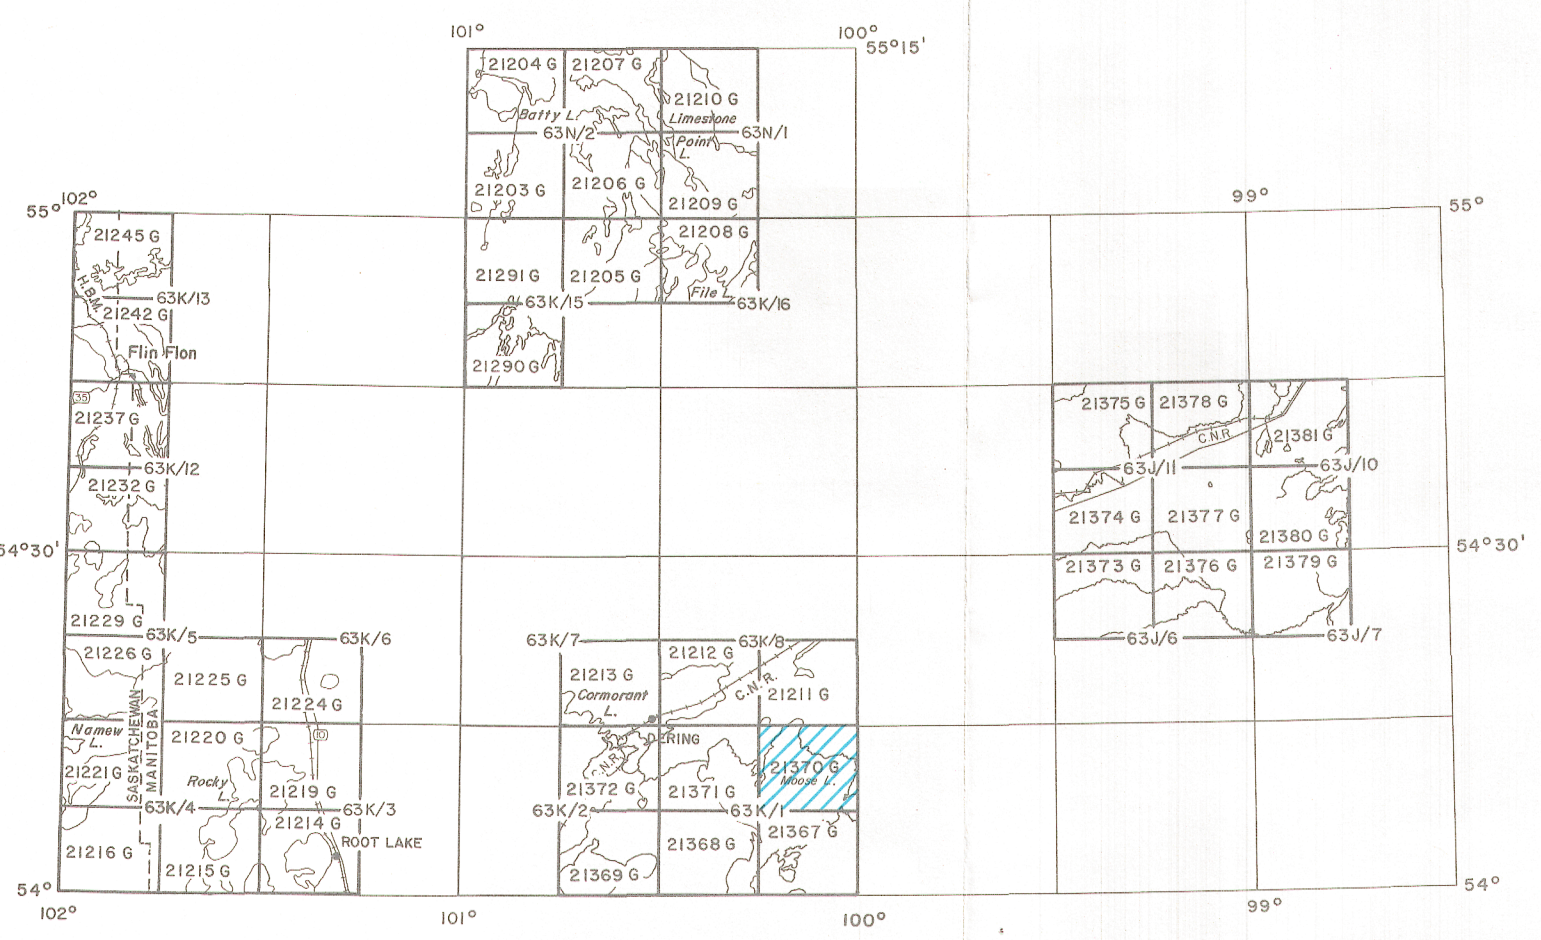 101°
100°
55°15'
21204 G
21207 G
21210 G
Batty L.
Limestone
Point
L.
63N/2
63N/1
21203 G
21206 G
21209 G
21208 G
21291 G
21205 G
File L.
63K/15
63K/16
21290 G
102°
55°
99°
55°
21245 G
H.B.M.
63K/13
21242 G
Flin Flon
35
21237 G
63K/12
21232 G
54°30'
21229 G
21375 G
21378 G
C.N.R
21381 G
63J/11
63J/10
21374 G
21377 G
21380 G
54°30'
21373 G
21376 G
21379 G
63J/6
63J/7
63K/5
63K/6
63K/7
63K/8
21226 G
21225 G
21224 G
SASKATCHEWAN
MANITOBA
Namew
L.
21220 G
10
21221 G
Rocky
L.
21219 G
63K/4
63K/3
21214 G
ROOT LAKE
21216 G
21215 G
21213 G
21212 G
Cormorant
L.
C.N.R.
21211 G
DERING
C.N.R.
21370 G
Moose L.
21372 G
21371 G
63K/2
63K/1
21367 G
21368 G
21369 G
54°
54°
102°
101°
100°
99°